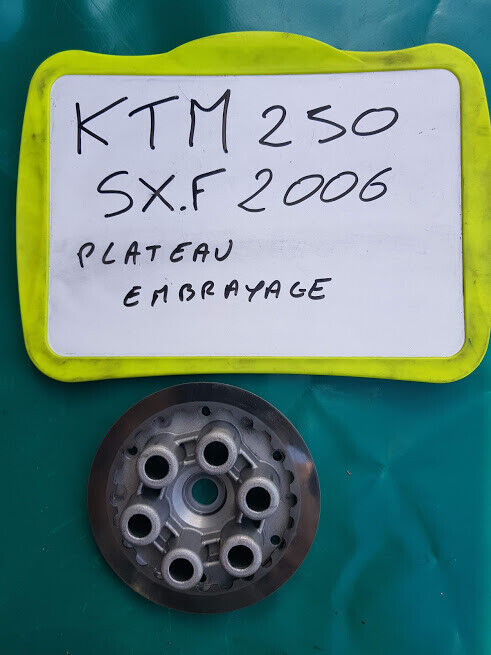 KTM 250
SX.F 2006
PLATEAU
EMBRAYAGE